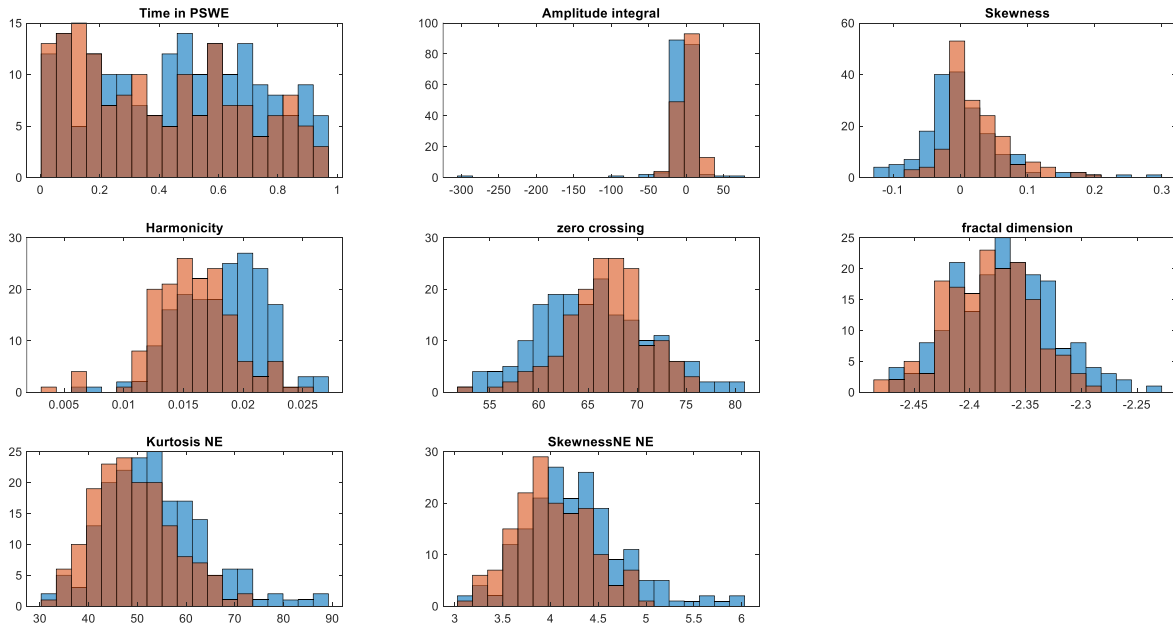 Time in PSWE
15
10
5
0
0 0.2 0.4 0.6 0.8 1
Amplitude integral
100
80
60
40
20
0
-300 -250 -200 -150 -100 -50 0 50
Skewness
60
40
20
0
-0.1 0 0.1 0.2 0.3
Harmonicity
30
20
10
0
0.005 0.01 0.015 0.02 0.025
zero crossing
30
20
10
0
55 60 65 70 75 80
fractal dimension
25
20
15
10
5
0
-2.45 -2.4 -2.35 -2.3 -2.25
Kurtosis NE
25
20
15
10
5
0
30 40 50 60 70 80 90
SkewnessNE NE
30
20
10
0
3 3.5 4 4.5 5 5.5 6